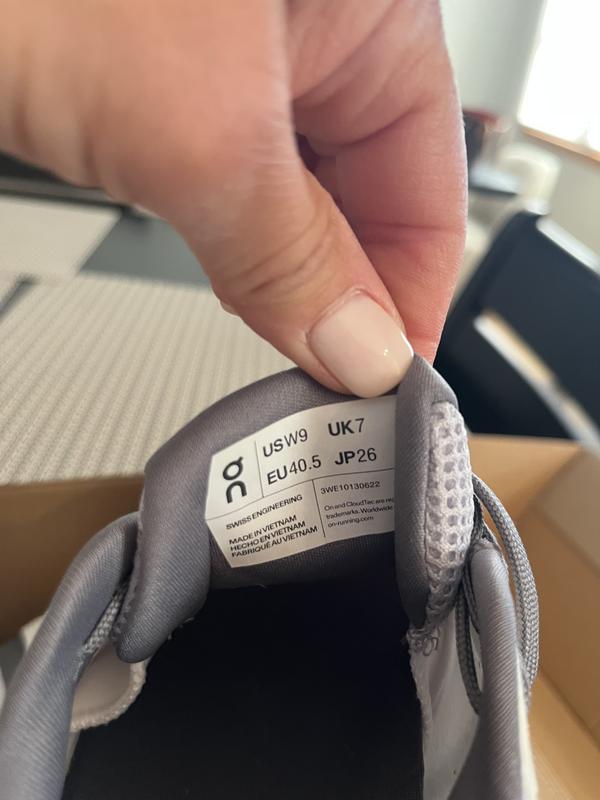 on
USW9 UK7
EU40.5 JP26
SWISS ENGINEERING
MADE IN VIETNAM
HECHO EN VIETNAM
FABRIQUÉ AU VIETNAM
3WE10130622
On and CloudTec are
trademarks. Worldwide
on-running.com